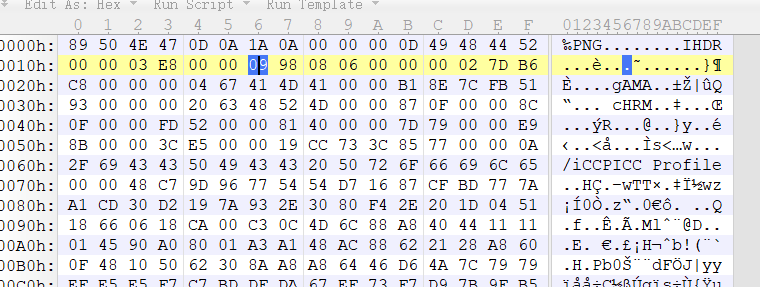 Edit As: Hex Run Script Run Template
0 1 2 3 4 5 6 7 8 9 A B C D E F 0123456789ABCDEF
0000h: 89 50 4E 47 0D 0A 1A 0A 00 00 00 0D 49 48 44 52 ‰PNG........IHDR
0010h: 00 00 03 E8 00 00 09 98 08 06 00 00 00 02 7D B6 ...è...˜......}¶
0020h: C8 00 00 00 04 67 41 4D 41 00 00 B1 8E 7C FB 51 È....gAMA..±Ž|ûQ
0030h: 93 00 00 00 20 63 48 52 4D 00 00 87 0F 00 00 8C “... cHRM..‡...Œ
0040h: 0F 00 00 FD 52 00 00 81 40 00 00 7D 79 00 00 E9 ...ýR...@..}y..é
0050h: 8B 00 00 3C E5 00 00 19 CC 73 3C 85 77 00 00 0A ‹..<å...Ìs<…w...
0060h: 2F 69 43 43 50 49 43 43 20 50 72 6F 66 69 6C 65 /iCCPICC Profile
0070h: 00 00 48 C7 9D 96 77 54 54 D7 16 87 CF BD 77 7A ..HÇ.–wTT×.‡Ï½wz
0080h: A1 CD 30 D2 19 7A 93 2E 30 80 F4 2E 20 1D 04 51 ¡Í0Ò.z“.0€ô. ..Q
0090h: 18 66 06 18 CA 00 C3 0C 4D 6C 88 A8 40 44 11 11 .f..Ê.Ã.Mlˆ¨@D..
00A0h: 01 45 90 A0 80 01 A3 A1 48 AC 88 62 21 28 A8 60 .E. €.£¡H¬ˆb!(¨`
00B0h: 0F 48 10 50 62 30 8A A8 A8 64 46 D6 4A 7C 79 79 .H.Pb0Š¨¨dFÖJ|yy